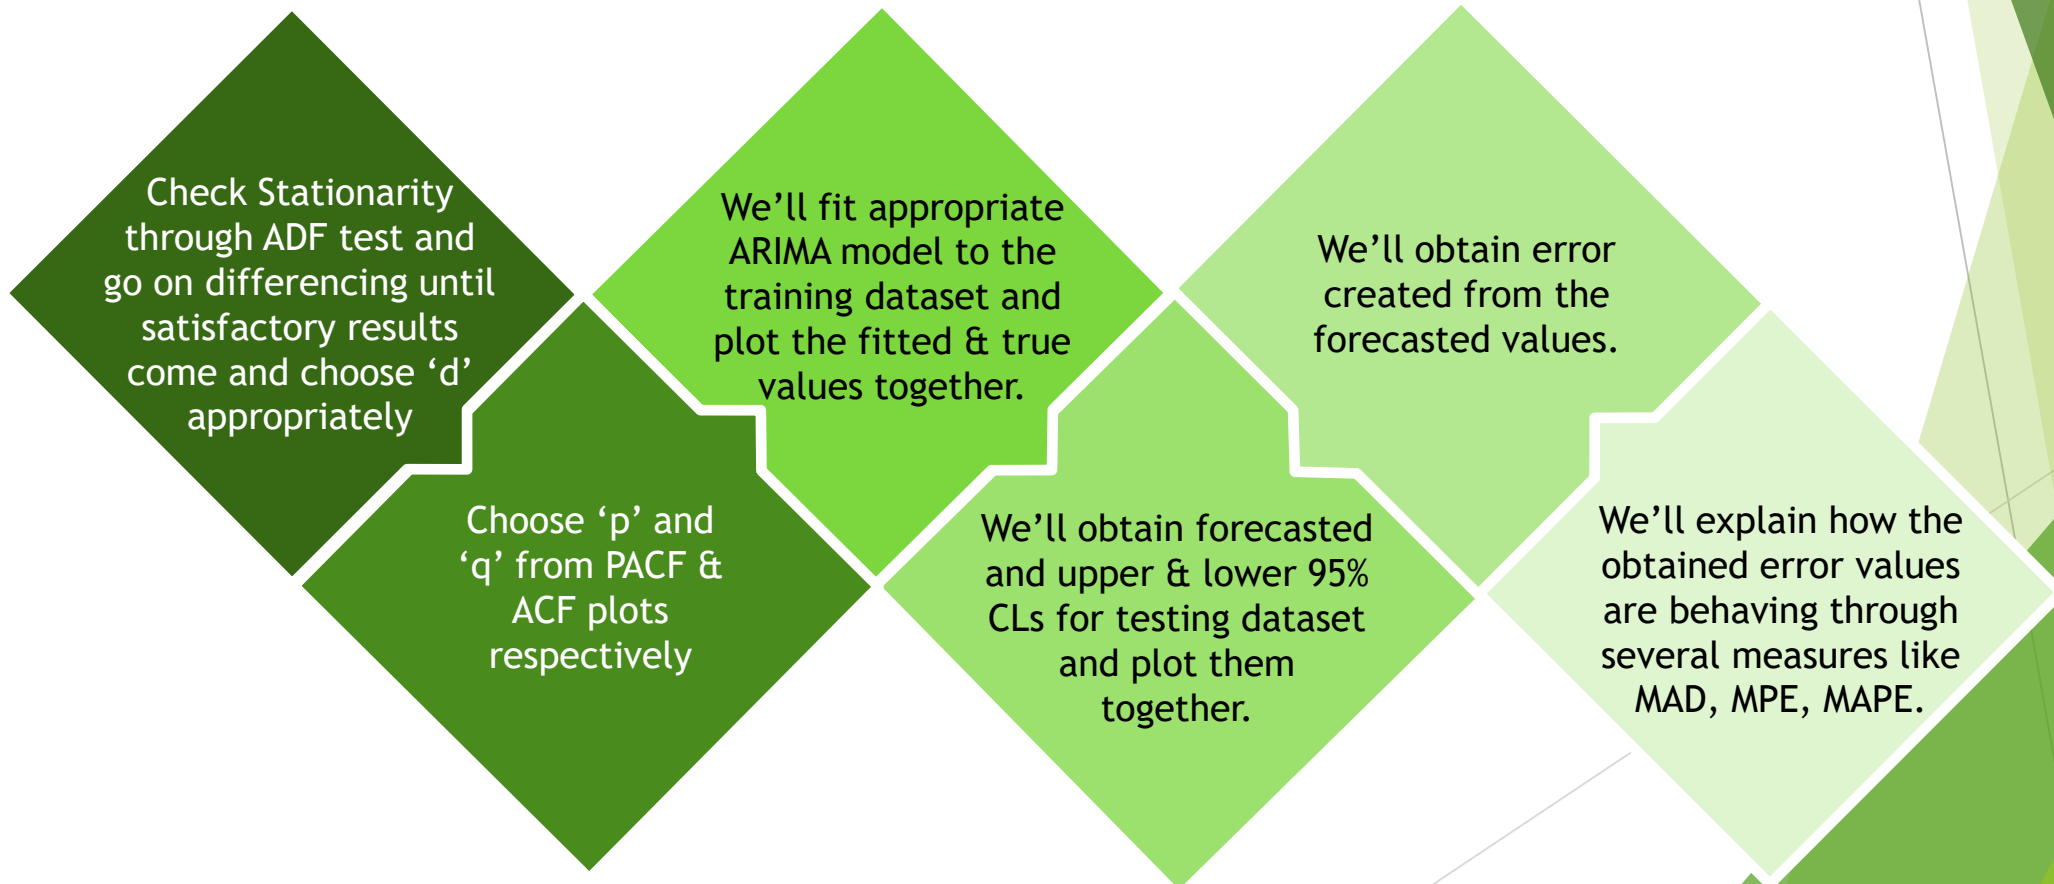 Check Stationarity
through ADF test and
go on differencing until
satisfactory results
come and choose ‘d’
appropriately
Choose ‘p’ and
‘q’ from PACF &
ACF plots
respectively
We’ll fit appropriate
ARIMA model to the
training dataset and
plot the fitted & true
values together.
We’ll obtain forecasted
and upper & lower 95%
CLs for testing dataset
and plot them
together.
We’ll obtain error
created from the
forecasted values.
We’ll explain how the
obtained error values
are behaving through
several measures like
MAD, MPE, MAPE.